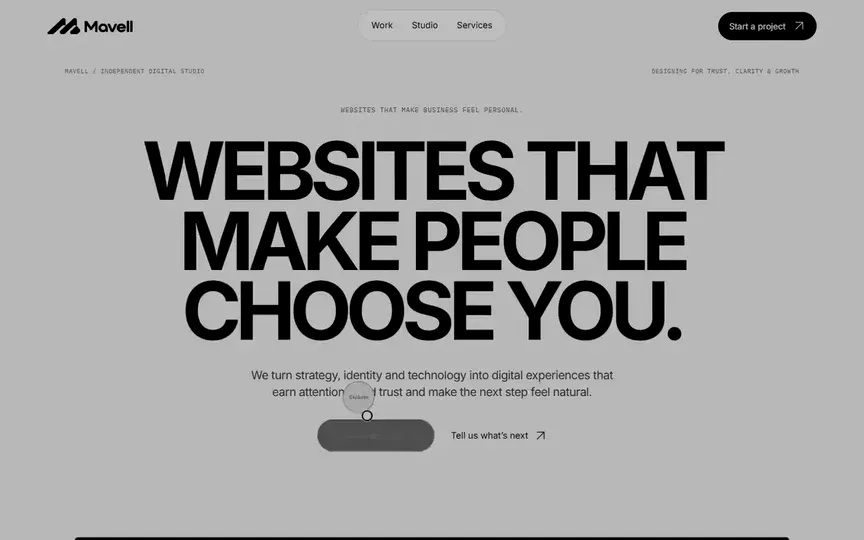 Mavell
Work Studio Services
Start a project
MAVELL / INDEPENDENT DIGITAL STUDIO
DESIGNING FOR TRUST, CLARITY & GROWTH
WEBSITES THAT MAKE BUSINESS FEEL PERSONAL.
WEBSITES THAT
MAKE PEOPLE
CHOOSE YOU.
We turn strategy, identity and technology into digital experiences that
earn attention trust and make the next step feel natural.
Tell us what's next